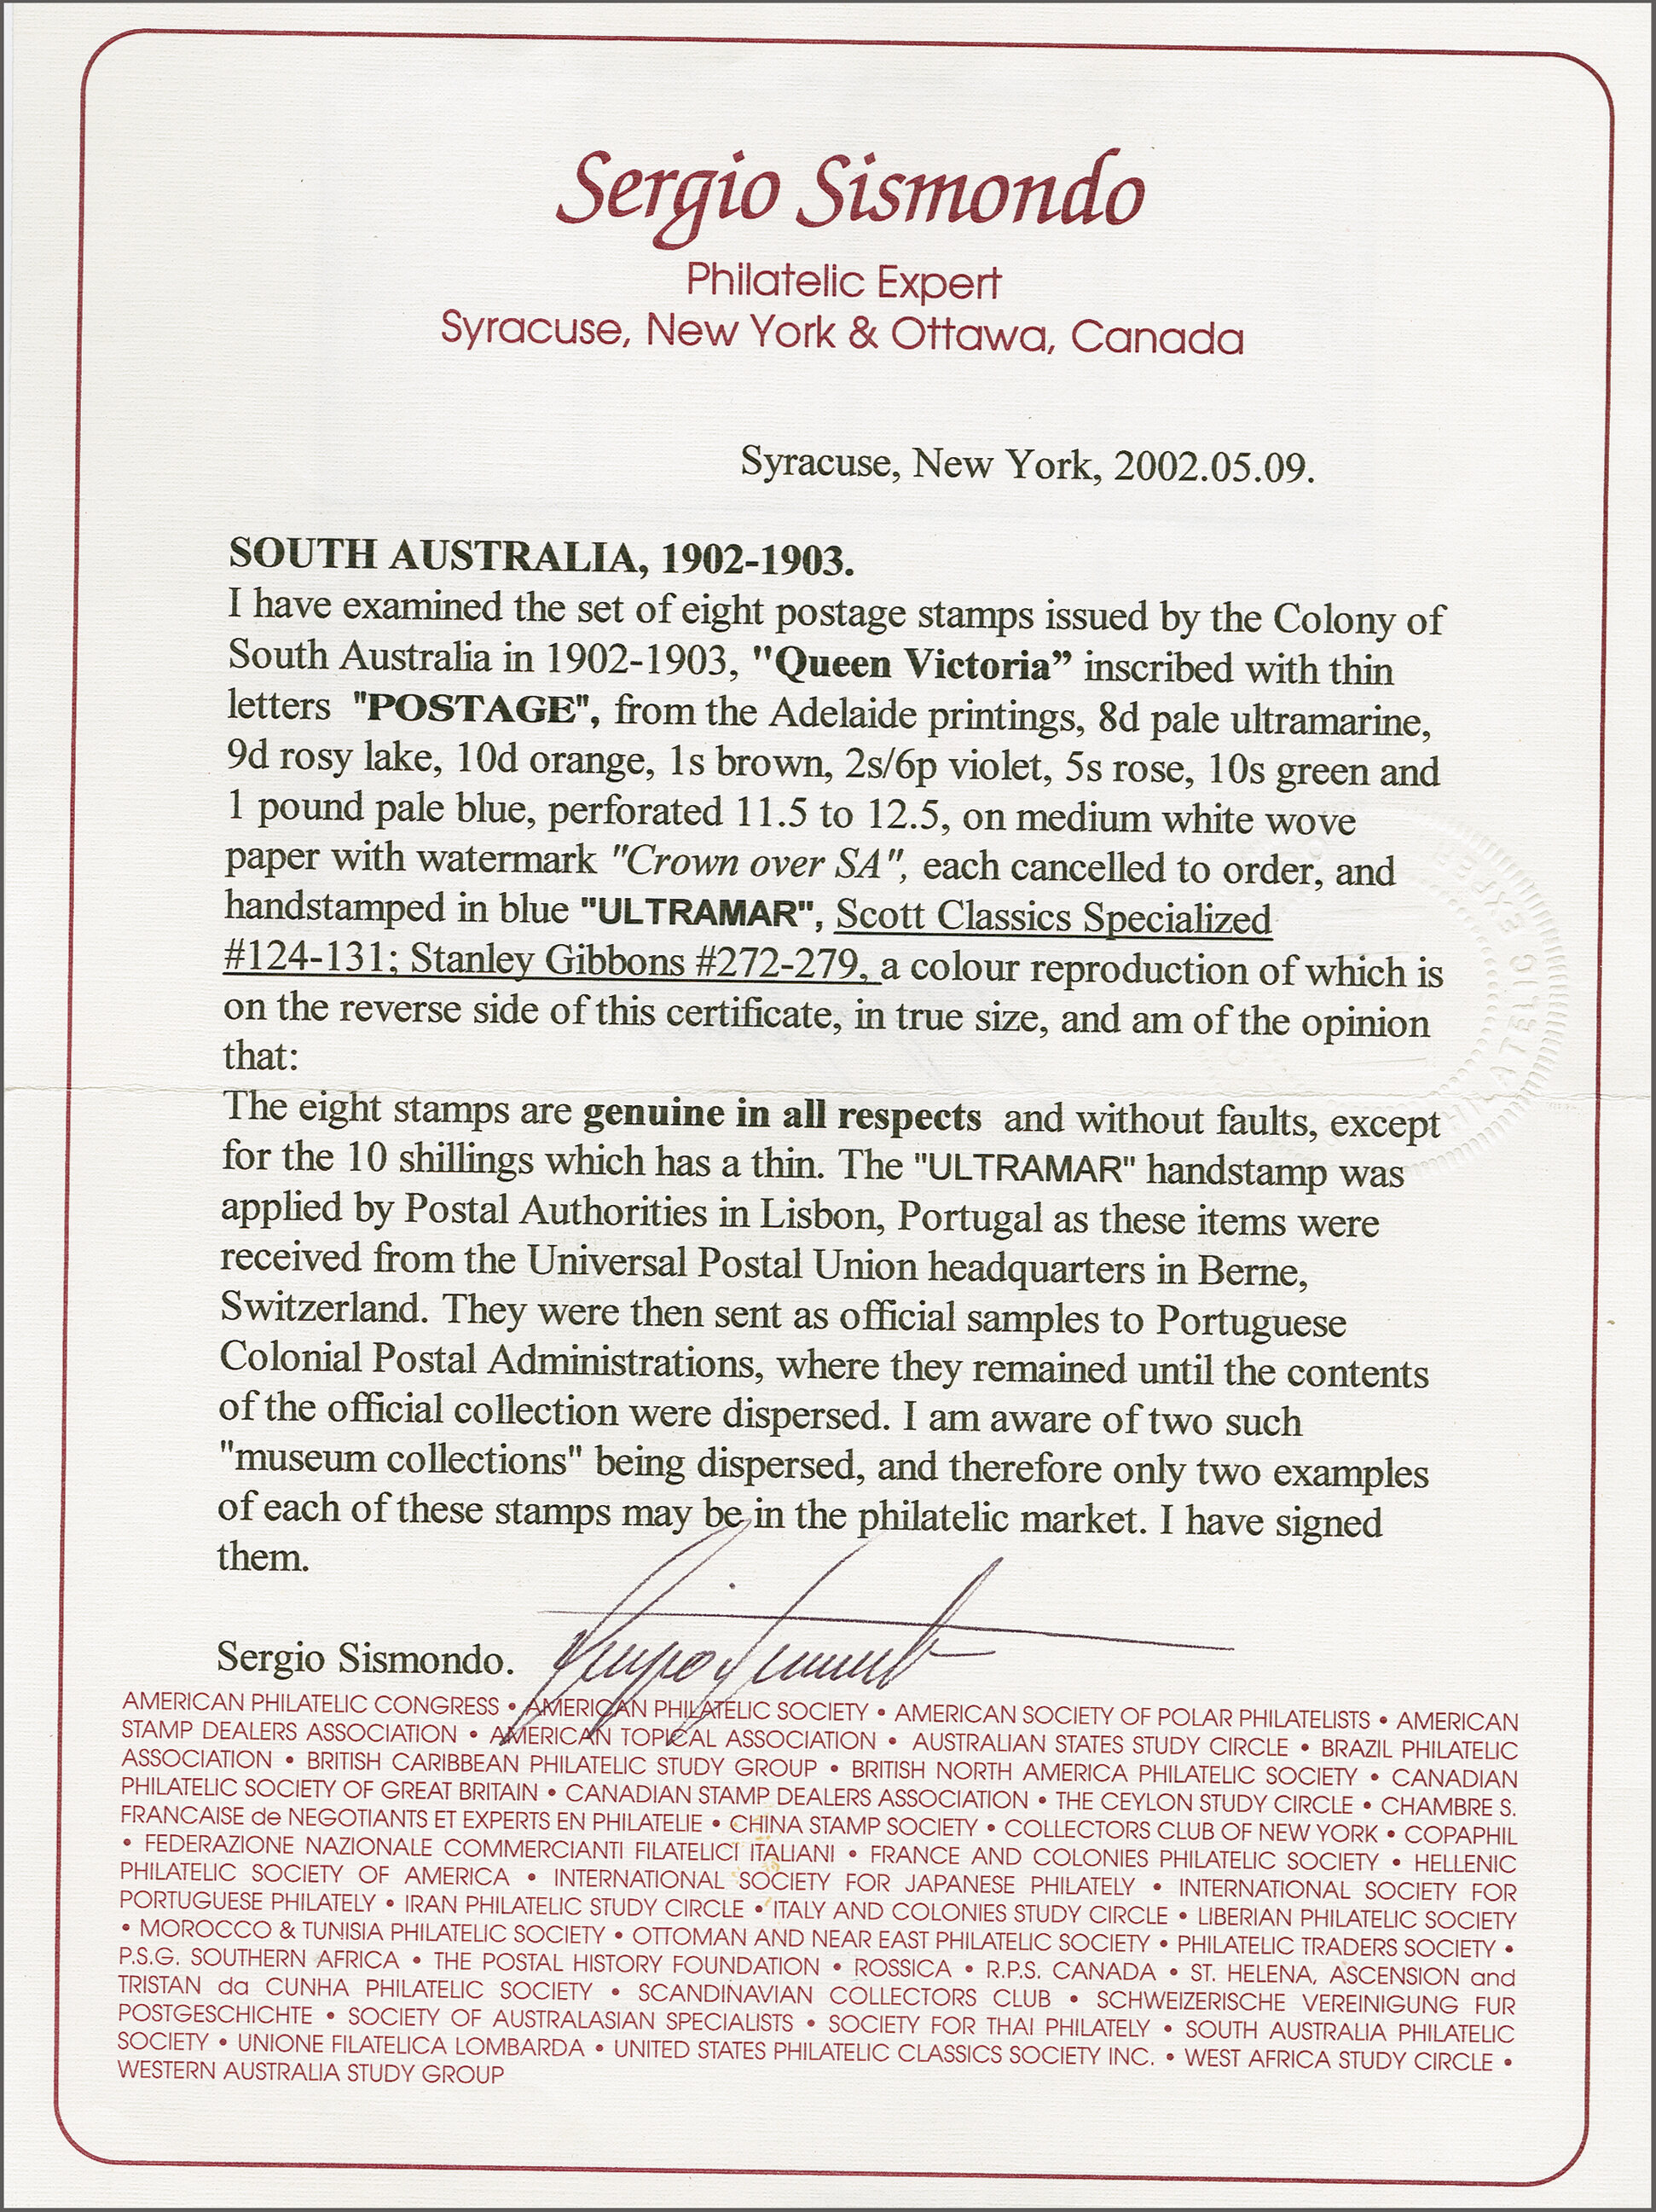 Sergio Sismondo
Philatelic Expert
Syracuse, New York & Ottawa, Canada
Syracuse, New York, 2002.05.09.
SOUTH AUSTRALIA, 1902-1903.
I have examined the set of eight postage stamps issued by the Colony of
South Australia in 1902-1903, "Queen Victoria” inscribed with thin
letters "POSTAGE", from the Adelaide printings, 8d pale ultramarine,
9d rosy lake, 10d orange, 1s brown, 2s/6p violet, 5s rose, 10s green and
1 pound pale blue, perforated 11.5 to 12.5, on medium white wove
paper with watermark "Crown over SA", each cancelled to order, and
handstamped in blue "ULTRAMAR", Scott Classics Specialized
#124-131; Stanley Gibbons #272-279, a colour reproduction of which is
on the reverse side of this certificate, in true size, and am of the opinion
that:
The eight stamps are genuine in all respects and without faults, except
for the 10 shillings which has a thin. The "ULTRAMAR" handstamp was
applied by Postal Authorities in Lisbon, Portugal as these items were
received from the Universal Postal Union headquarters in Berne,
Switzerland. They were then sent as official samples to Portuguese
Colonial Postal Administrations, where they remained until the contents
of the official collection were dispersed. I am aware of two such
"museum collections" being dispersed, and therefore only two examples
of each of these stamps may be in the philatelic market. I have signed
them.
Sergio Sismondo.
AMERICAN PHILATELIC CONGRESS • AMERICAN PHILATELIC SOCIETY • AMERICAN SOCIETY OF POLAR PHILATELISTS • AMERICAN
STAMP DEALERS ASSOCIATION • AMERICAN TOPICAL ASSOCIATION • AUSTRALIAN STATES STUDY CIRCLE • BRAZIL PHILATELIC
ASSOCIATION • BRITISH CARIBBEAN PHILATELIC STUDY GROUP • BRITISH NORTH AMERICA PHILATELIC SOCIETY • CANADIAN
PHILATELIC SOCIETY OF GREAT BRITAIN • CANADIAN STAMP DEALERS ASSOCIATION • THE CEYLON STUDY CIRCLE • CHAMBRE S.
FRANCAISE de NEGOTIANTS ET EXPERTS EN PHILATELIE • CHINA STAMP SOCIETY • COLLECTORS CLUB OF NEW YORK • COPAPHIL
• FEDERAZIONE NAZIONALE COMMERCIANTI FILATELICI ITALIANI • FRANCE AND COLONIES PHILATELIC SOCIETY • HELLENIC
PHILATELIC SOCIETY OF AMERICA • INTERNATIONAL SOCIETY FOR JAPANESE PHILATELY • INTERNATIONAL SOCIETY FOR
PORTUGUESE PHILATELY • IRAN PHILATELIC STUDY CIRCLE • ITALY AND COLONIES STUDY CIRCLE • LIBERIAN PHILATELIC SOCIETY
• MOROCCO & TUNISIA PHILATELIC SOCIETY • OTTOMAN AND NEAR EAST PHILATELIC SOCIETY • PHILATELIC TRADERS SOCIETY •
P.S.G. SOUTHERN AFRICA • THE POSTAL HISTORY FOUNDATION • ROSSICA • R.P.S. CANADA • ST. HELENA, ASCENSION and
TRISTAN da CUNHA PHILATELIC SOCIETY • SCANDINAVIAN COLLECTORS CLUB • SCHWEIZERISCHE VEREINIGUNG FUR
POSTGESCHICHTE • SOCIETY OF AUSTRALASIAN SPECIALISTS • SOCIETY FOR THAI PHILATELY • SOUTH AUSTRALIA PHILATELIC
SOCIETY • UNIONE FILATELICA LOMBARDA • UNITED STATES PHILATELIC CLASSICS SOCIETY INC. • WEST AFRICA STUDY CIRCLE •
WESTERN AUSTRALIA STUDY GROUP